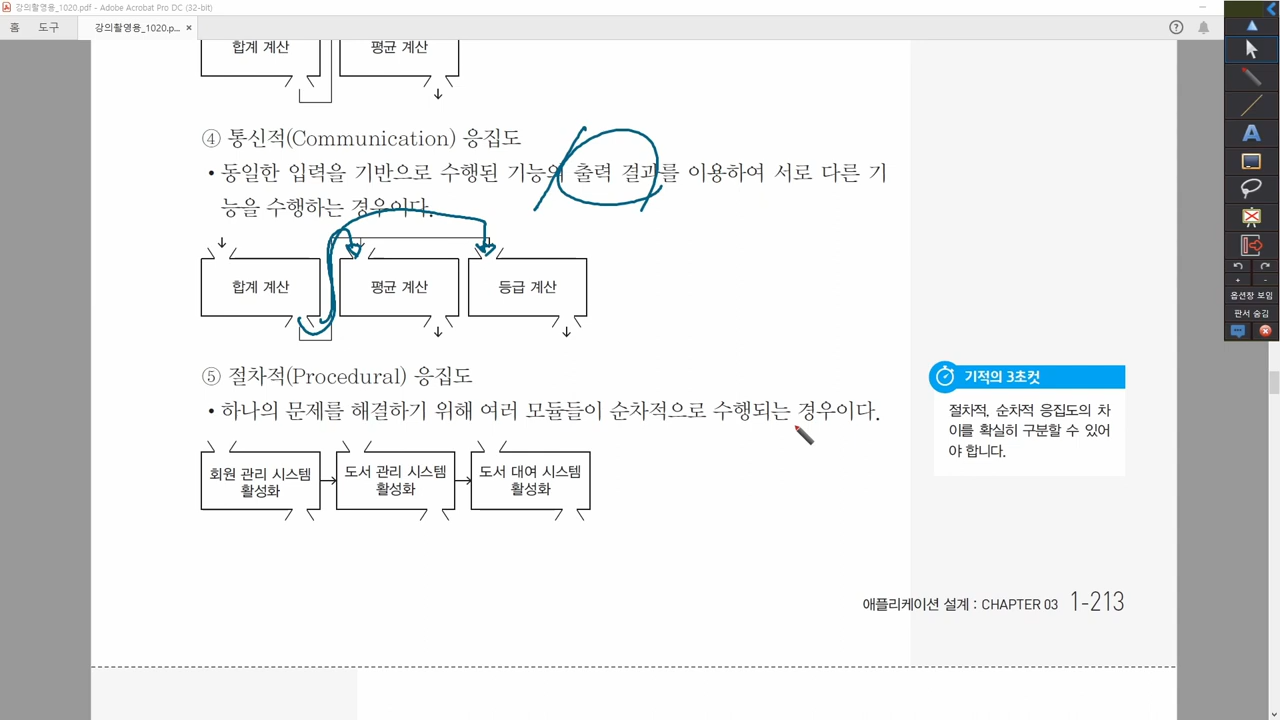 강의촬영용_1020.pdf - Adobe Acrobat Pro DC (32-bit)
홈 도구 강의촬영용_1020.p... ×
합계 계산 평균 계산
④ 통신적(Communication) 응집도
• 동일한 입력을 기반으로 수행된 기능의 출력 결과를 이용하여 서로 다른 기
능을 수행하는 경우이다.
합계 계산 평균 계산 등급 계산
⑤ 절차적(Procedural) 응집도
• 하나의 문제를 해결하기 위해 여러 모듈들이 순차적으로 수행되는 경우이다.
회원 관리 시스템
활성화
도서 관리 시스템
활성화
도서 대여 시스템
활성화
기적의 3초컷
절차적, 순차적 응집도의 차
이를 확실히 구분할 수 있어
야 합니다.
애플리케이션 설계 : CHAPTER 03 1-213
A
옵션장 보임
판서 숨김